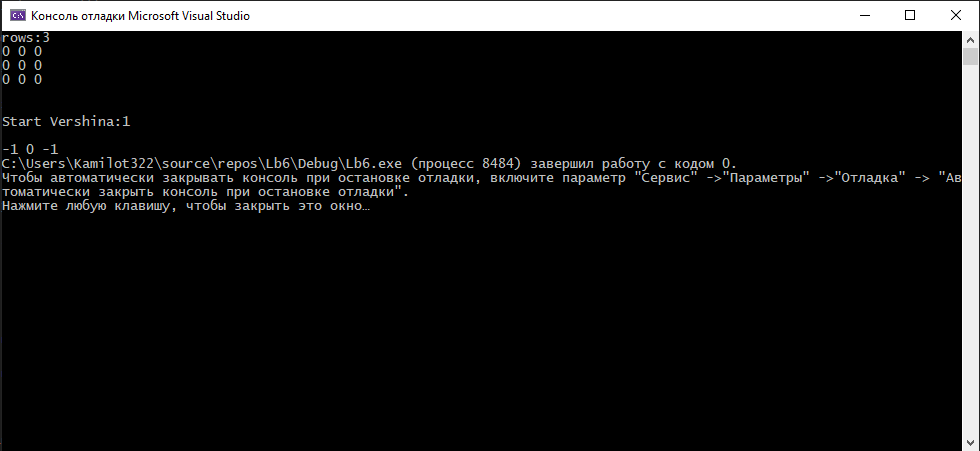 Консоль отладки Microsoft Visual Studio
rows:3
0 0 0
0 0 0
0 0 0
Start Vershina:1
-1 0 -1
C:\Users\Kamilot322\source\repos\Lb6\Debug\Lb6.exe (процесс 8484) завершил работу с кодом 0.
Чтобы автоматически закрывать консоль при остановке отладки, включите параметр "Сервис" ->"Параметры" ->"Отладка" -> "Ав
томатически закрыть консоль при остановке отладки".
Нажмите любую клавишу, чтобы закрыть это окно…